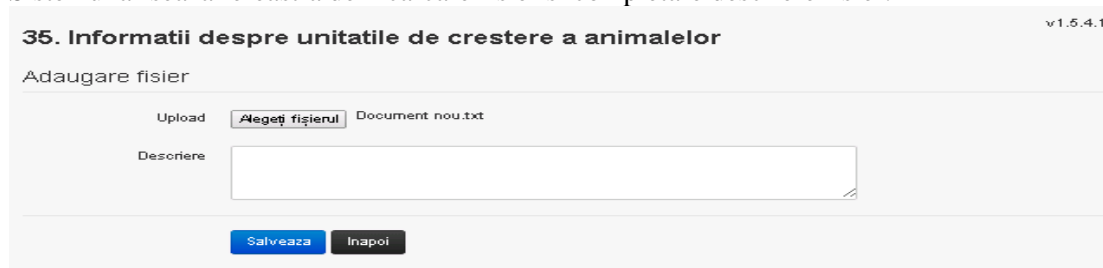 v1.5.4.1
35. Informatii despre unitatile de crestere a animalelor
Adaugare fisier
Upload Alegeți fișierul Document nou.txt
Descriere
Salveaza Inapoi